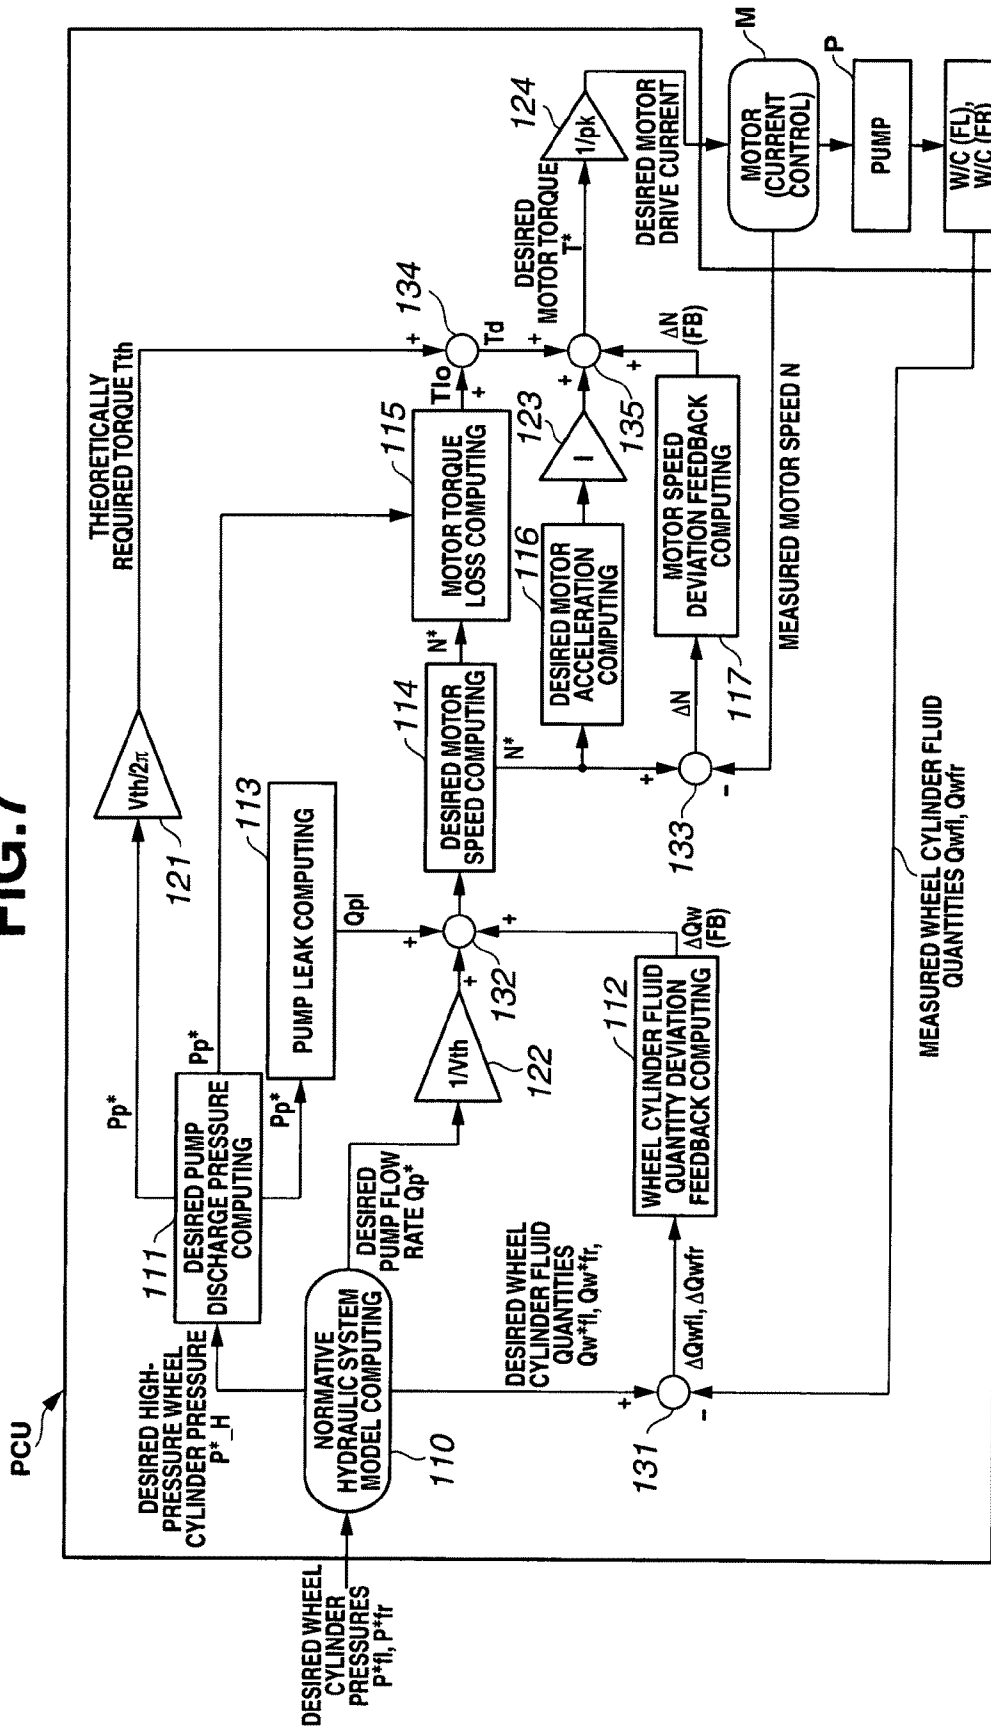 FIG.7
PCU
DESIRED WHEEL
CYLINDER
PRESSURES
P*fl, P*fr
NORMATIVE
HYDRAULIC SYSTEM
MODEL COMPUTING
110
DESIRED HIGH-
PRESSURE WHEEL
CYLINDER PRESSURE
P*_H
111
DESIRED PUMP
DISCHARGE PRESSURE
COMPUTING
Pp*
Pp*
Pp*
121
Vth/2π
THEORETICALLY
REQUIRED TORQUE Tth
113
PUMP LEAK COMPUTING
Qpl
DESIRED
PUMP FLOW
RATE Qp*
1/Vth
122
+
+
+
132
DESIRED WHEEL
CYLINDER FLUID
QUANTITIES
Qw*fl, Qw*fr,
+
-
131
ΔQwfl, ΔQwfr
112
WHEEL CYLINDER FLUID
QUANTITY DEVIATION
FEEDBACK COMPUTING
ΔQw
(FB)
114
DESIRED MOTOR
SPEED COMPUTING
N*
N*
115
MOTOR TORQUE
LOSS COMPUTING
Tlo
+
+
134
Td
116
DESIRED MOTOR
ACCELERATION
COMPUTING
123
I
+
-
133
ΔN
117
MOTOR SPEED
DEVIATION FEEDBACK
COMPUTING
ΔN
(FB)
+
+
+
135
DESIRED
MOTOR TORQUE
T*
124
1/pk
DESIRED MOTOR
DRIVE CURRENT
M
MOTOR
(CURRENT
CONTROL)
P
PUMP
W/C (FL),
W/C (FR)
MEASURED MOTOR SPEED N
MEASURED WHEEL CYLINDER FLUID
QUANTITIES Qwfl, Qwfr